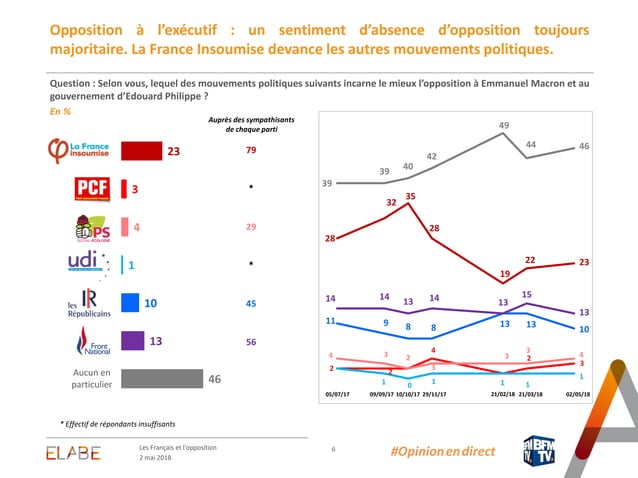 Opposition à l'exécutif : un sentiment d'absence d'opposition toujours
majoritaire. La France Insoumise devance les autres mouvements politiques.
Question : Selon vous, lequel des mouvements politiques suivants incarne le mieux l'opposition à Emmanuel Macron et au
gouvernement d'Edouard Philippe ?
En %
Auprès des sympathisants
de chaque parti
La France
insoumise
23
79
PCF
3
*
PS
4
29
udi
1
*
les
Républicains
10
45
Front
National
13
56
Aucun en
particulier
46
39
39
40
42
49
44
46
28
32
35
28
19
22
23
14
14
13
14
13
15
13
11
9
8
8
13
13
10
4
3
2
3
3
3
4
2
2
4
2
3
1
0
1
1
1
1
05/07/17
09/09/17
10/10/17
29/11/17
21/02/18
21/03/18
02/05/18
* Effectif de répondants insuffisants
ELABE
Les Français et l'opposition
2 mai 2018
6
#Opinionendirect
BFM
TV.